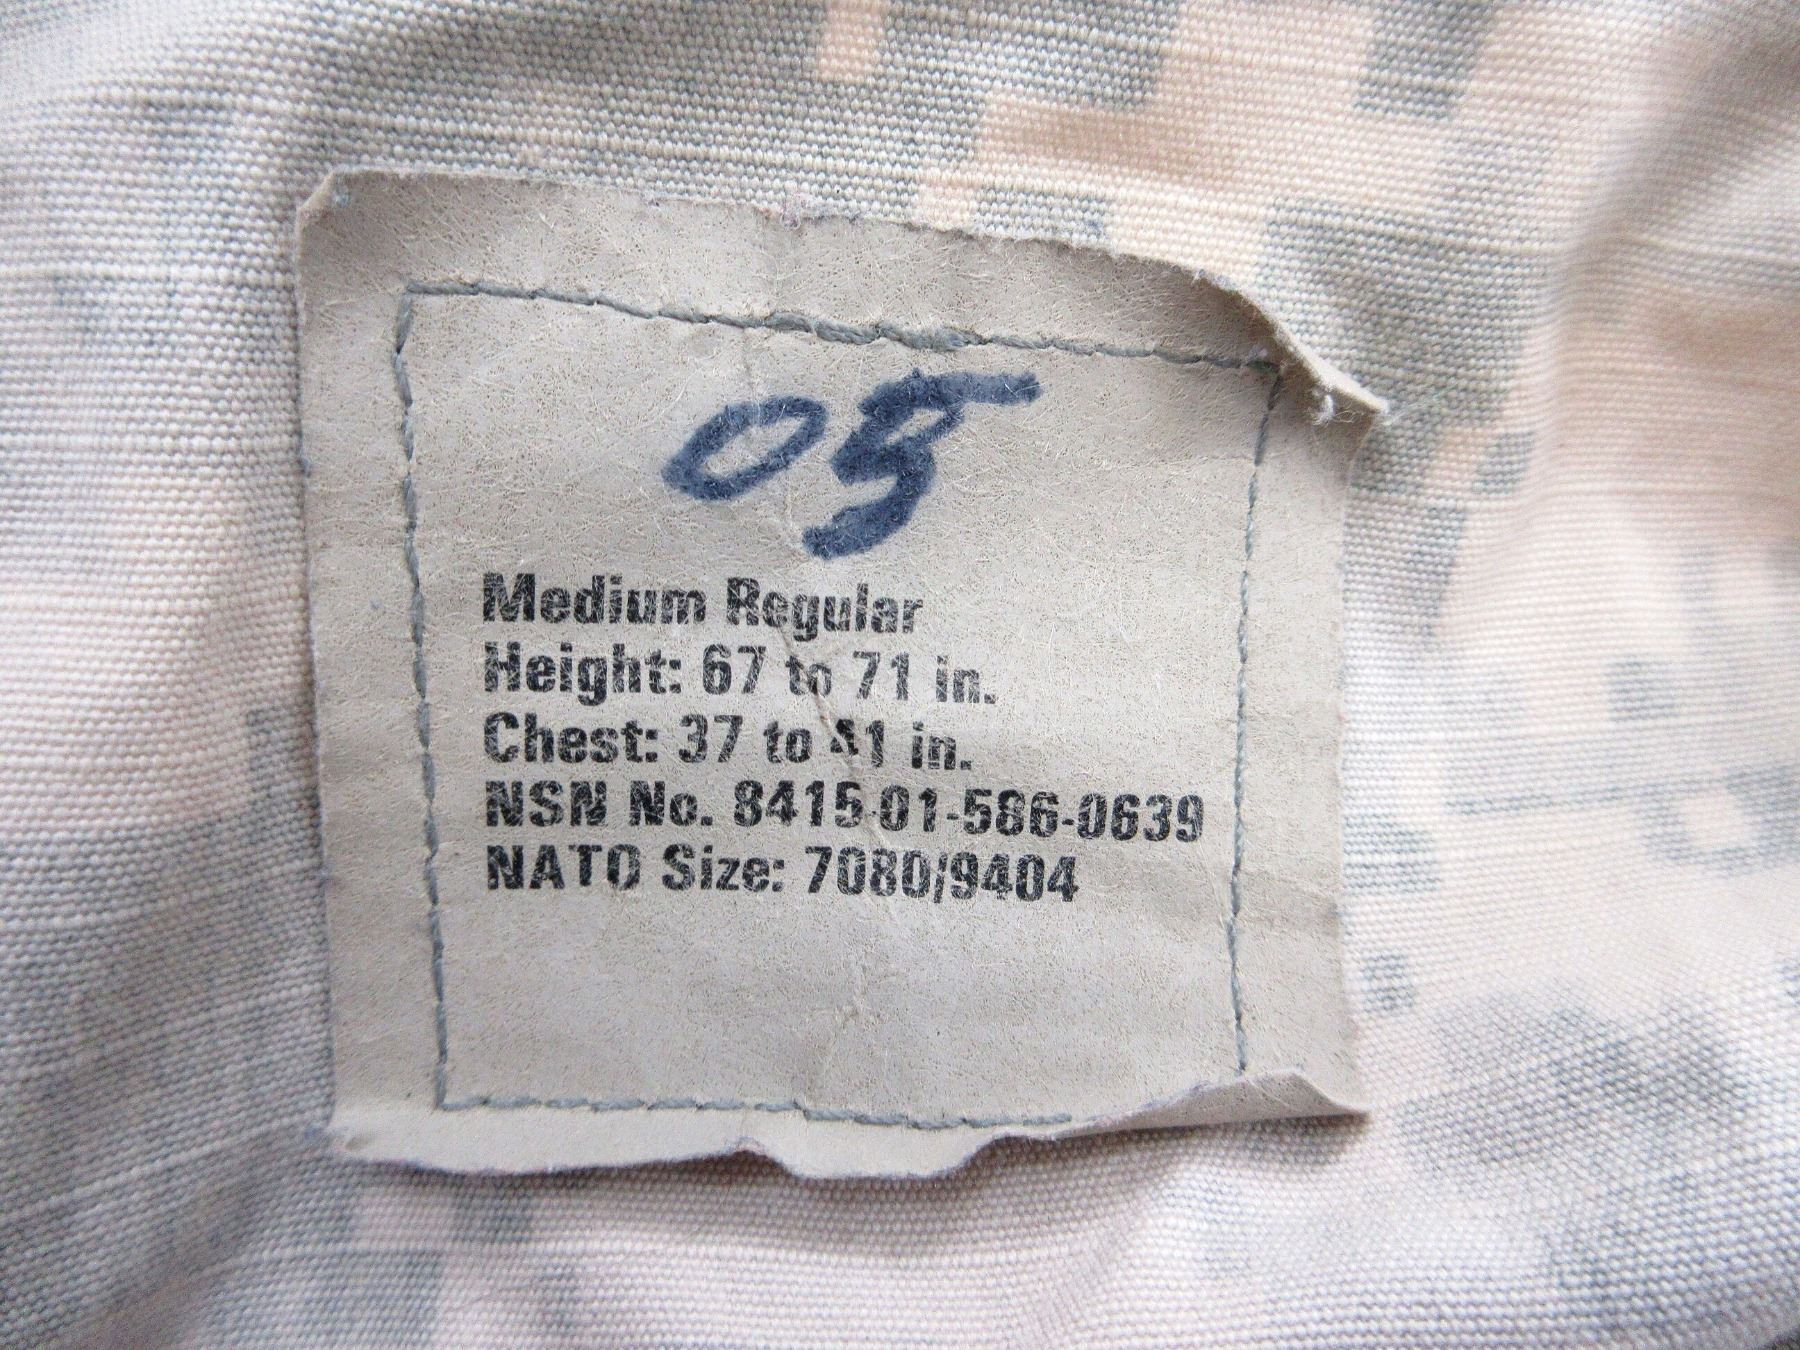 05
Medium Regular
Height: 67 to 71 in.
Chest: 37 to 41 in.
NSN No. 8415-01-586-0639
NATO Size: 7080/9404